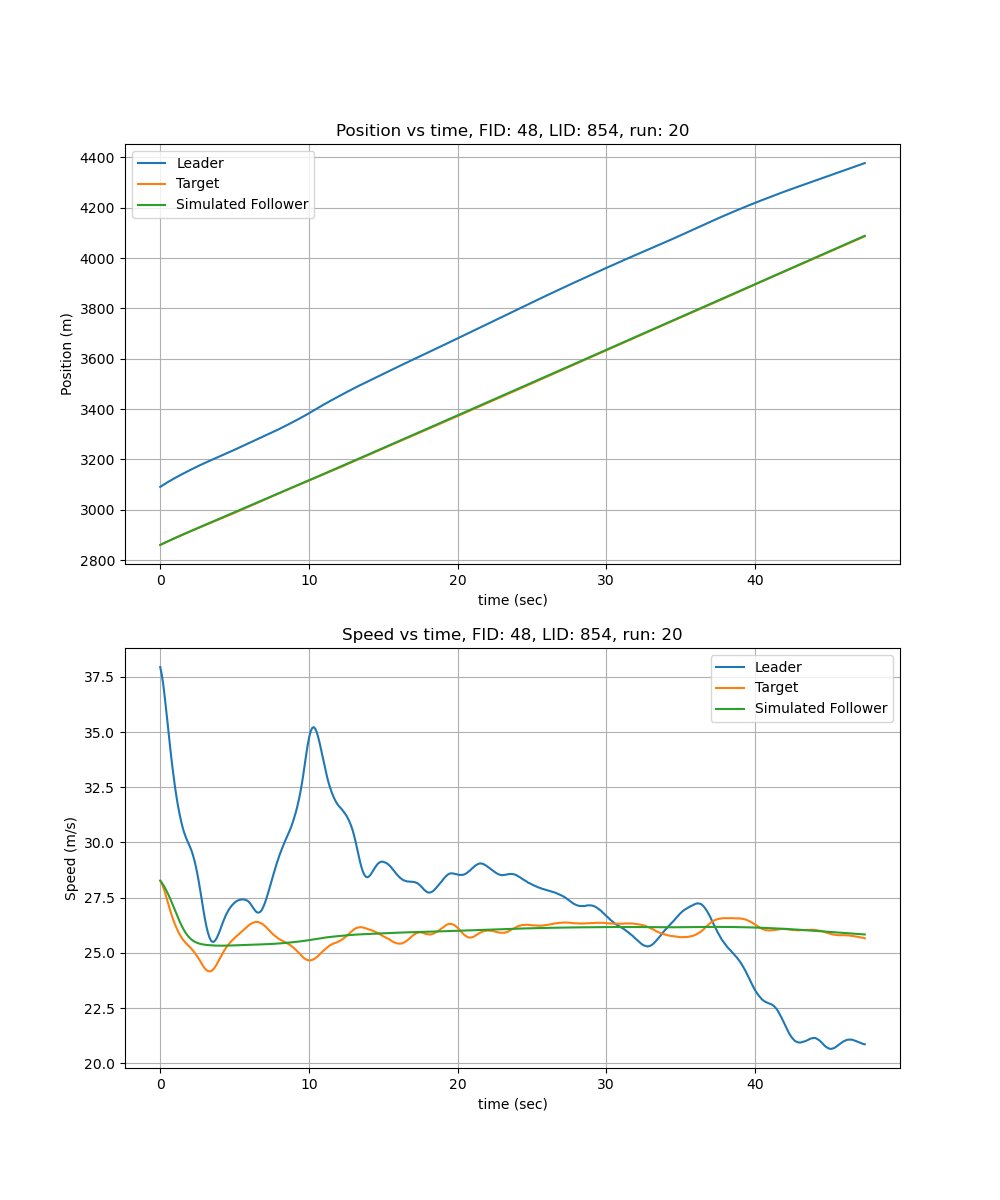 Position vs time, FID: 48, LID: 854, run: 20
Leader
Target
Simulated Follower
4400
4200
4000
3800
3600
3400
3200
3000
2800
Position (m)
0 10 20 30 40
time (sec)
Speed vs time, FID: 48, LID: 854, run: 20
Leader
Target
Simulated Follower
37.5
35.0
32.5
30.0
27.5
25.0
22.5
20.0
Speed (m/s)
0 10 20 30 40
time (sec)